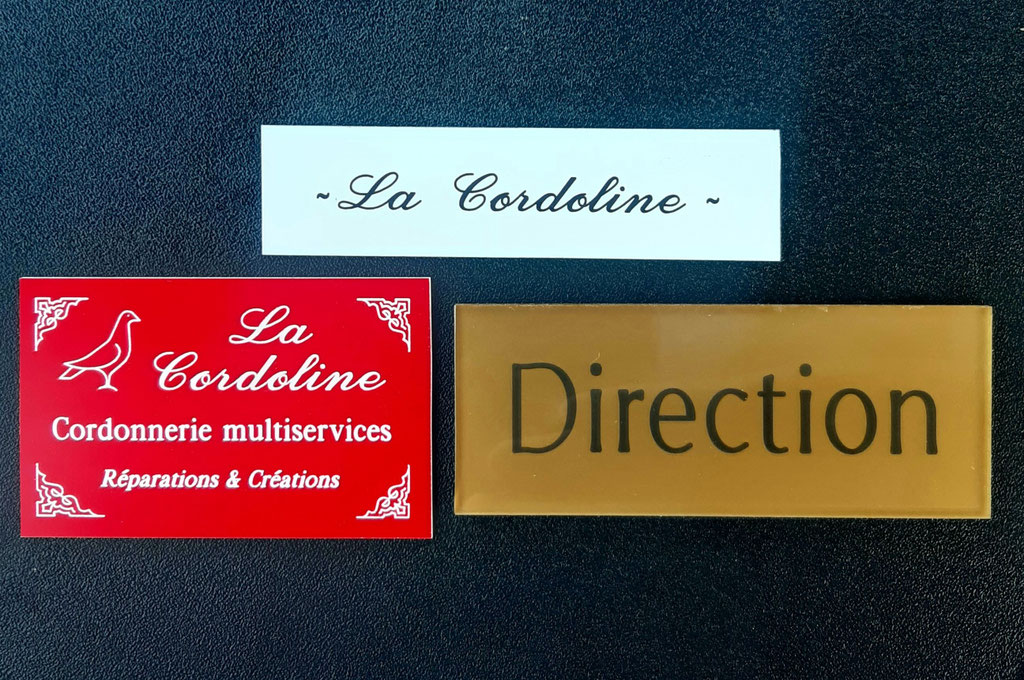 ~ La Cordoline ~
La
Cordoline
Cordonnerie multiservices
Réparations & Créations
Direction